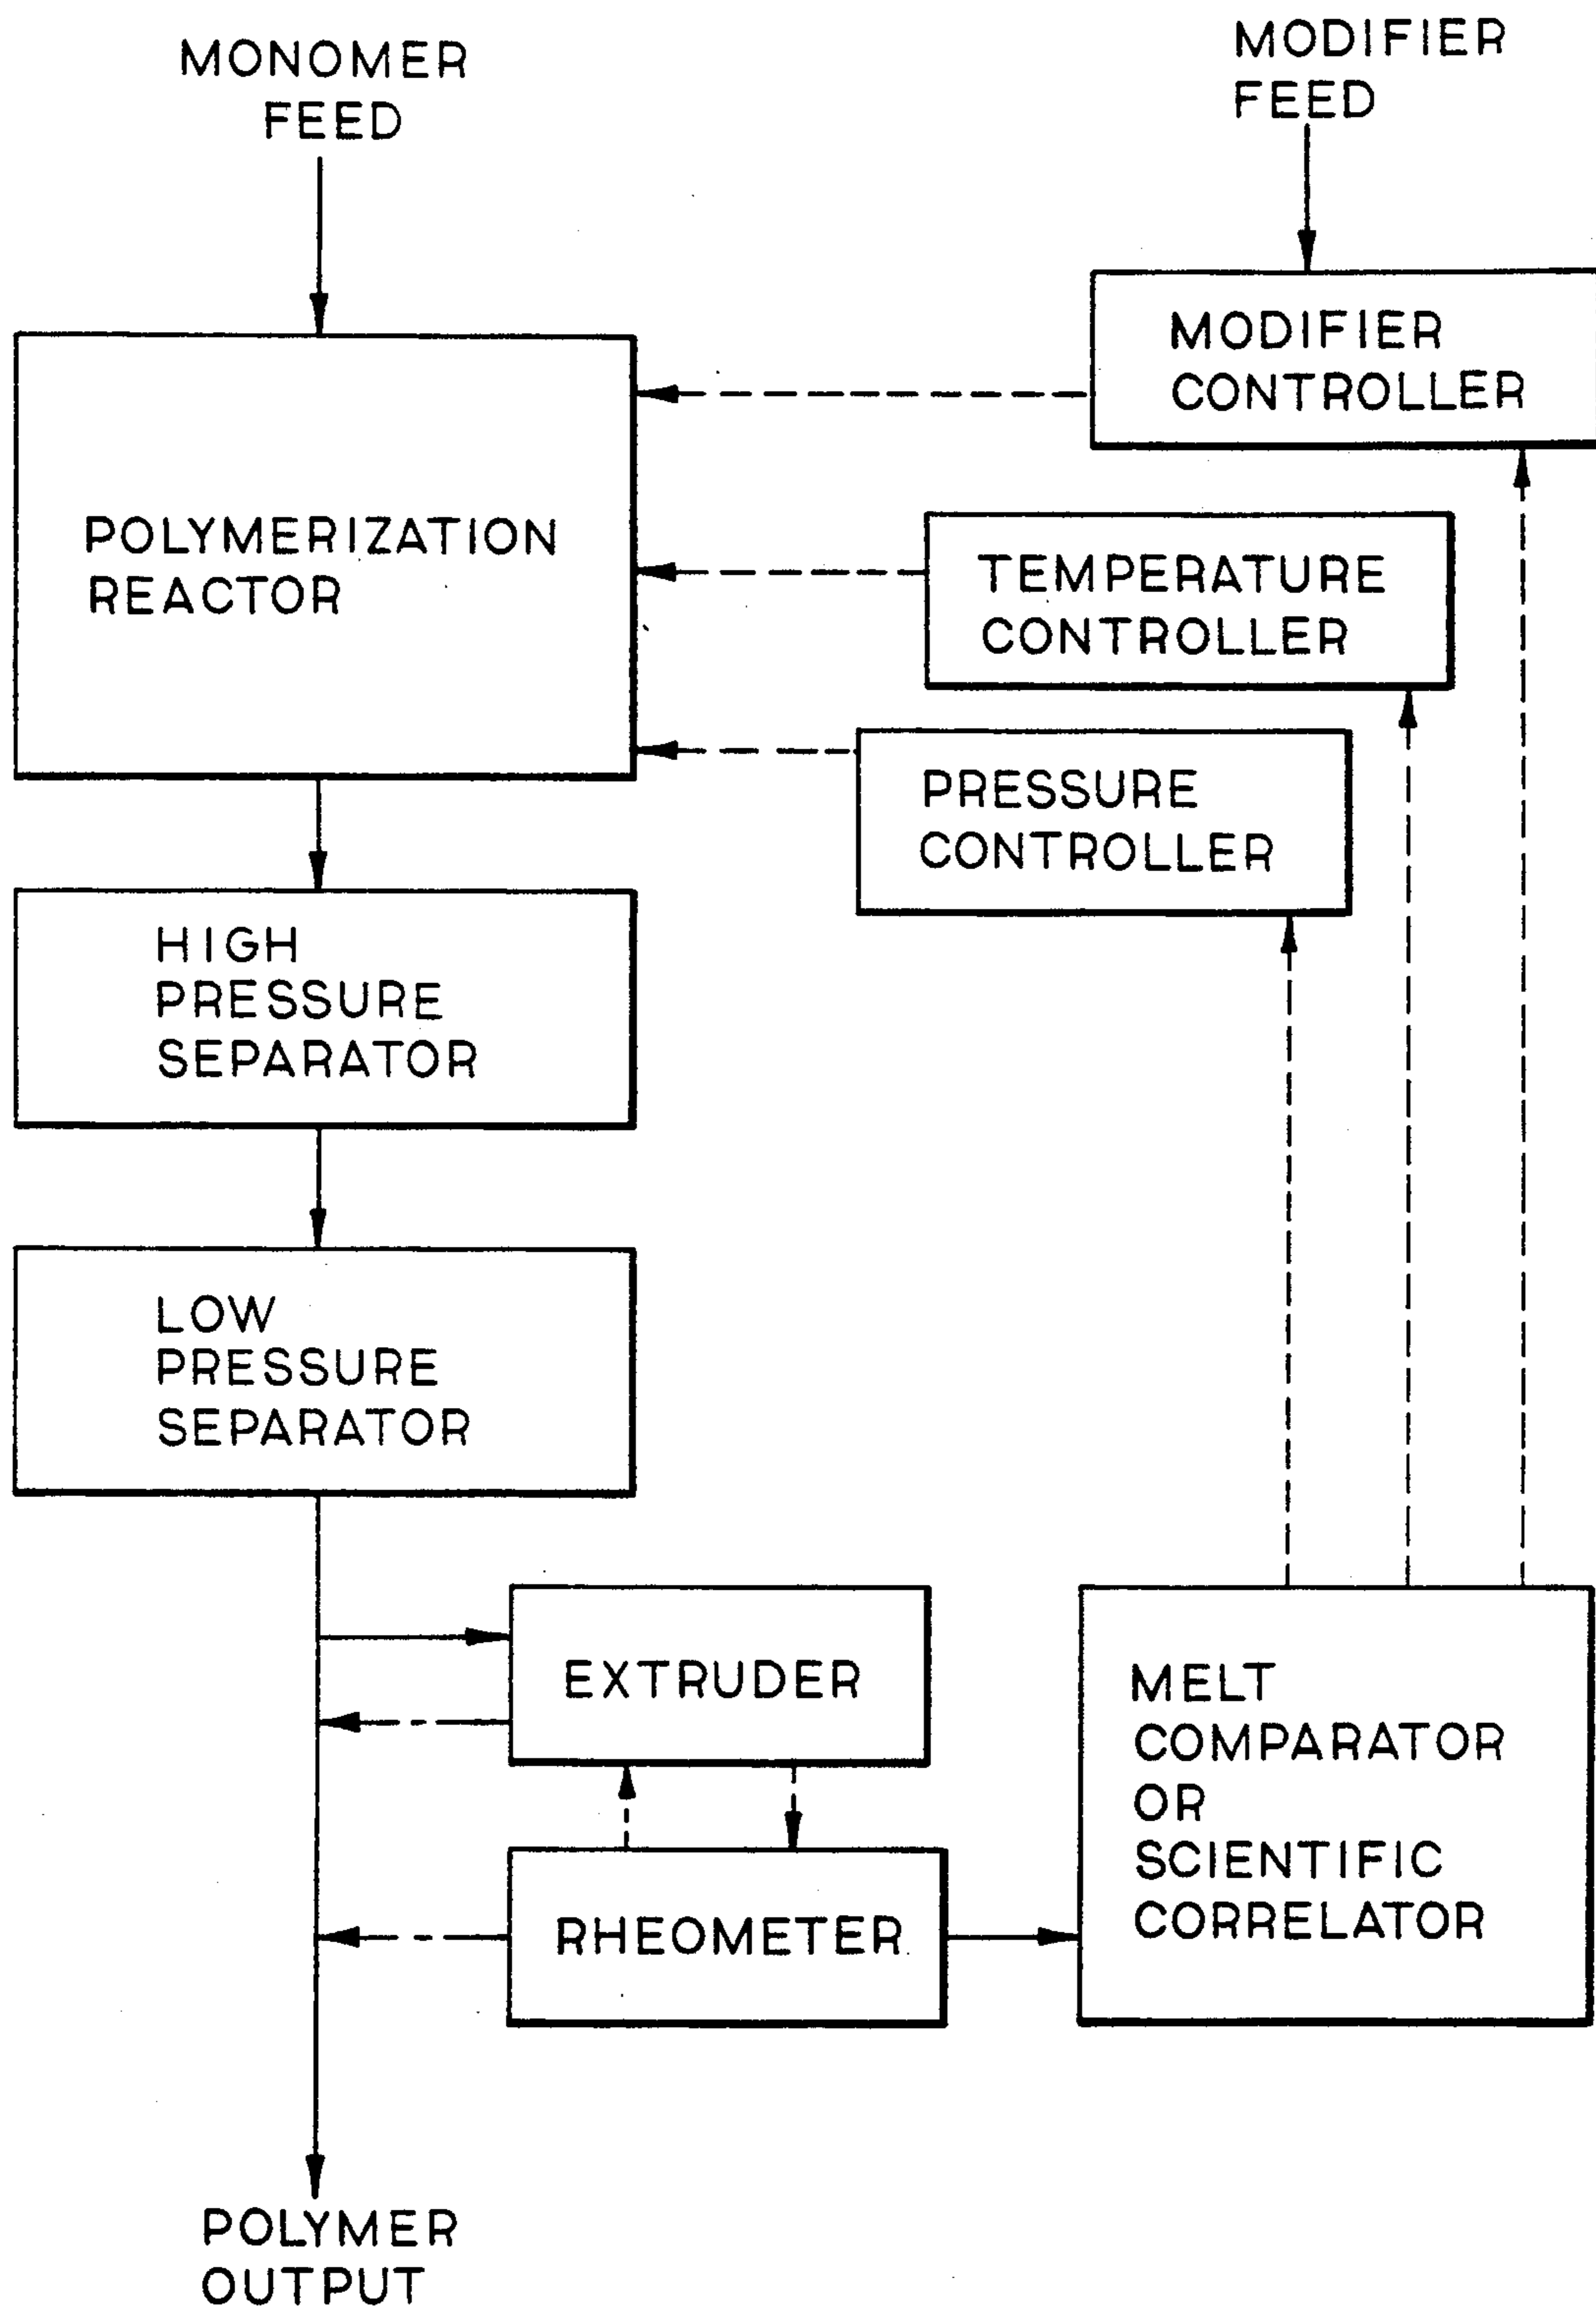 MONOMER
FEED
MODIFIER
FEED
MODIFIER
CONTROLLER
POLYMERIZATION
REACTOR
TEMPERATURE
CONTROLLER
PRESSURE
CONTROLLER
HIGH
PRESSURE
SEPARATOR
LOW
PRESSURE
SEPARATOR
EXTRUDER
MELT
COMPARATOR
OR
SCIENTIFIC
CORRELATOR
RHEOMETER
POLYMER
OUTPUT